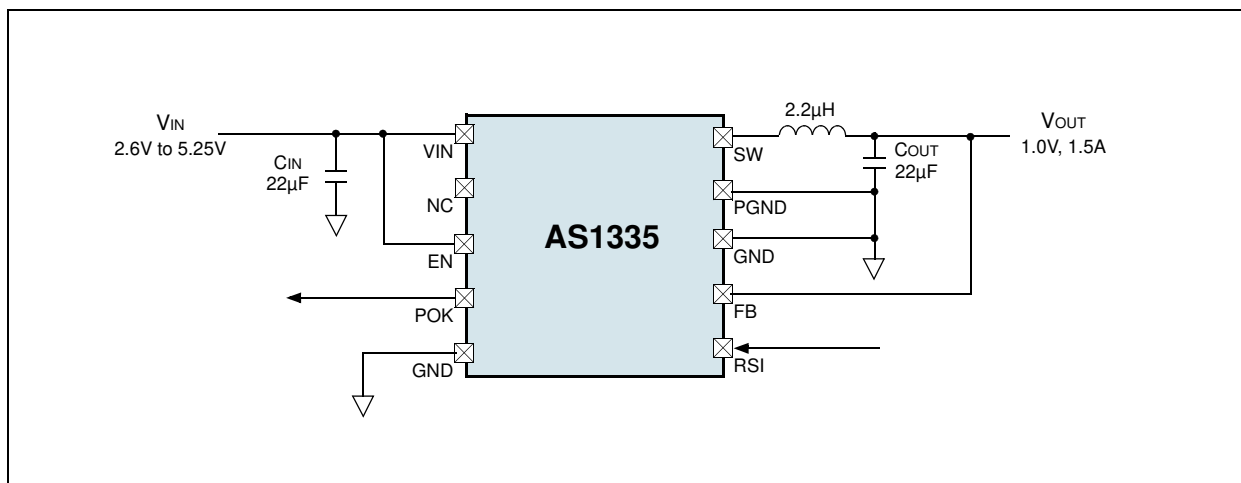 VIN
2.6V to 5.25V
CIN
22µF
VIN
NC
EN
POK
GND
AS1335
SW
PGND
GND
FB
RSI
2.2µH
COUT
22µF
VOUT
1.0V, 1.5A